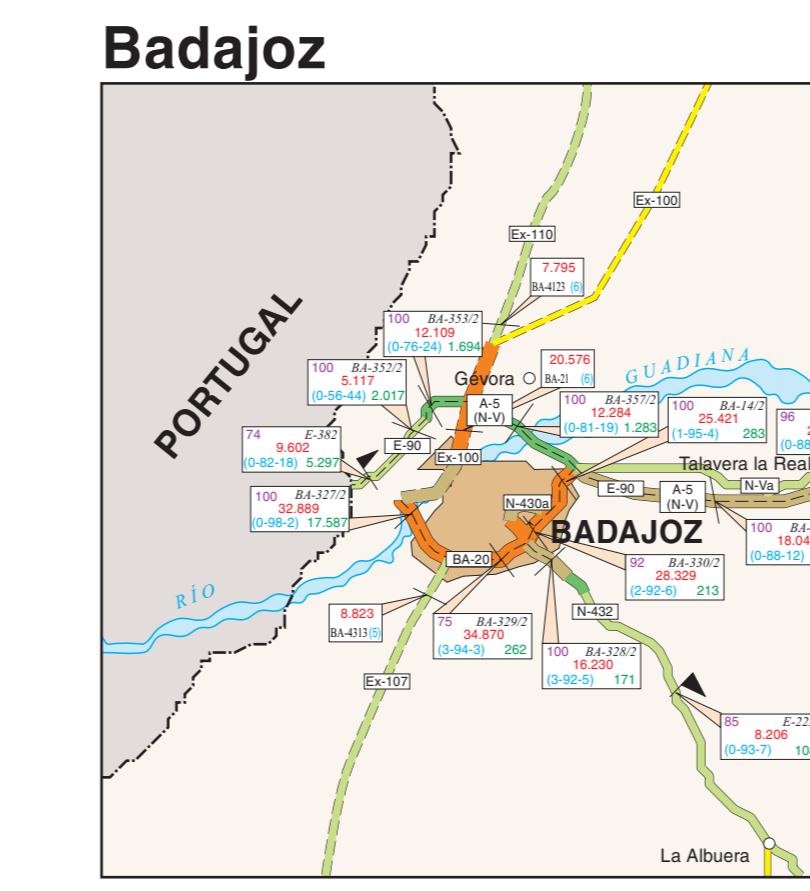 Badajoz
Ex-100
Ex-110
7.795
BA-4123 (6)
PORTUGAL
100 BA-353/2
12.109
(0-76-24) 1.694
100 BA-352/2
5.117
(0-56-44) 2.017
Gévora
20.576
BA-21 (6)
GUADIANA
A-5
(N-V)
100 BA-357/2
12.284
(0-81-19) 1.283
100 BA-14/2
25.421
(1-95-4) 283
96
(0-88
74 E-382
9.602
(0-82-18) 5.297
E-90
Ex-100
Talavera la Real
N-Va
E-90
A-5
(N-V)
100 BA-327/2
32.889
(0-98-2) 17.587
N-430a
BADAJOZ
100 BA-
18.04
(0-88-12)
BA-20
92 BA-330/2
28.329
(2-92-6) 213
RÍO
8.823
BA-4313 (5)
75 BA-329/2
34.870
(3-94-3) 262
N-432
100 BA-328/2
16.230
(3-92-5) 171
Ex-107
85 E-22
8.206
(0-93-7) 10
La Albuera